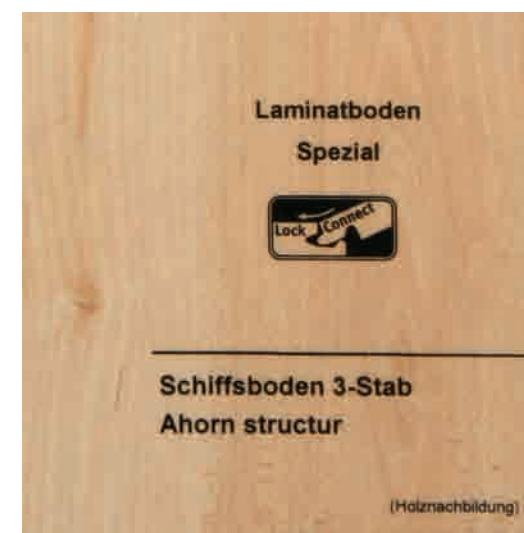 Laminatboden
Spezial
Lock Connect
Schiffsboden 3-Stab
Ahorn structur
(Holznachbildung)